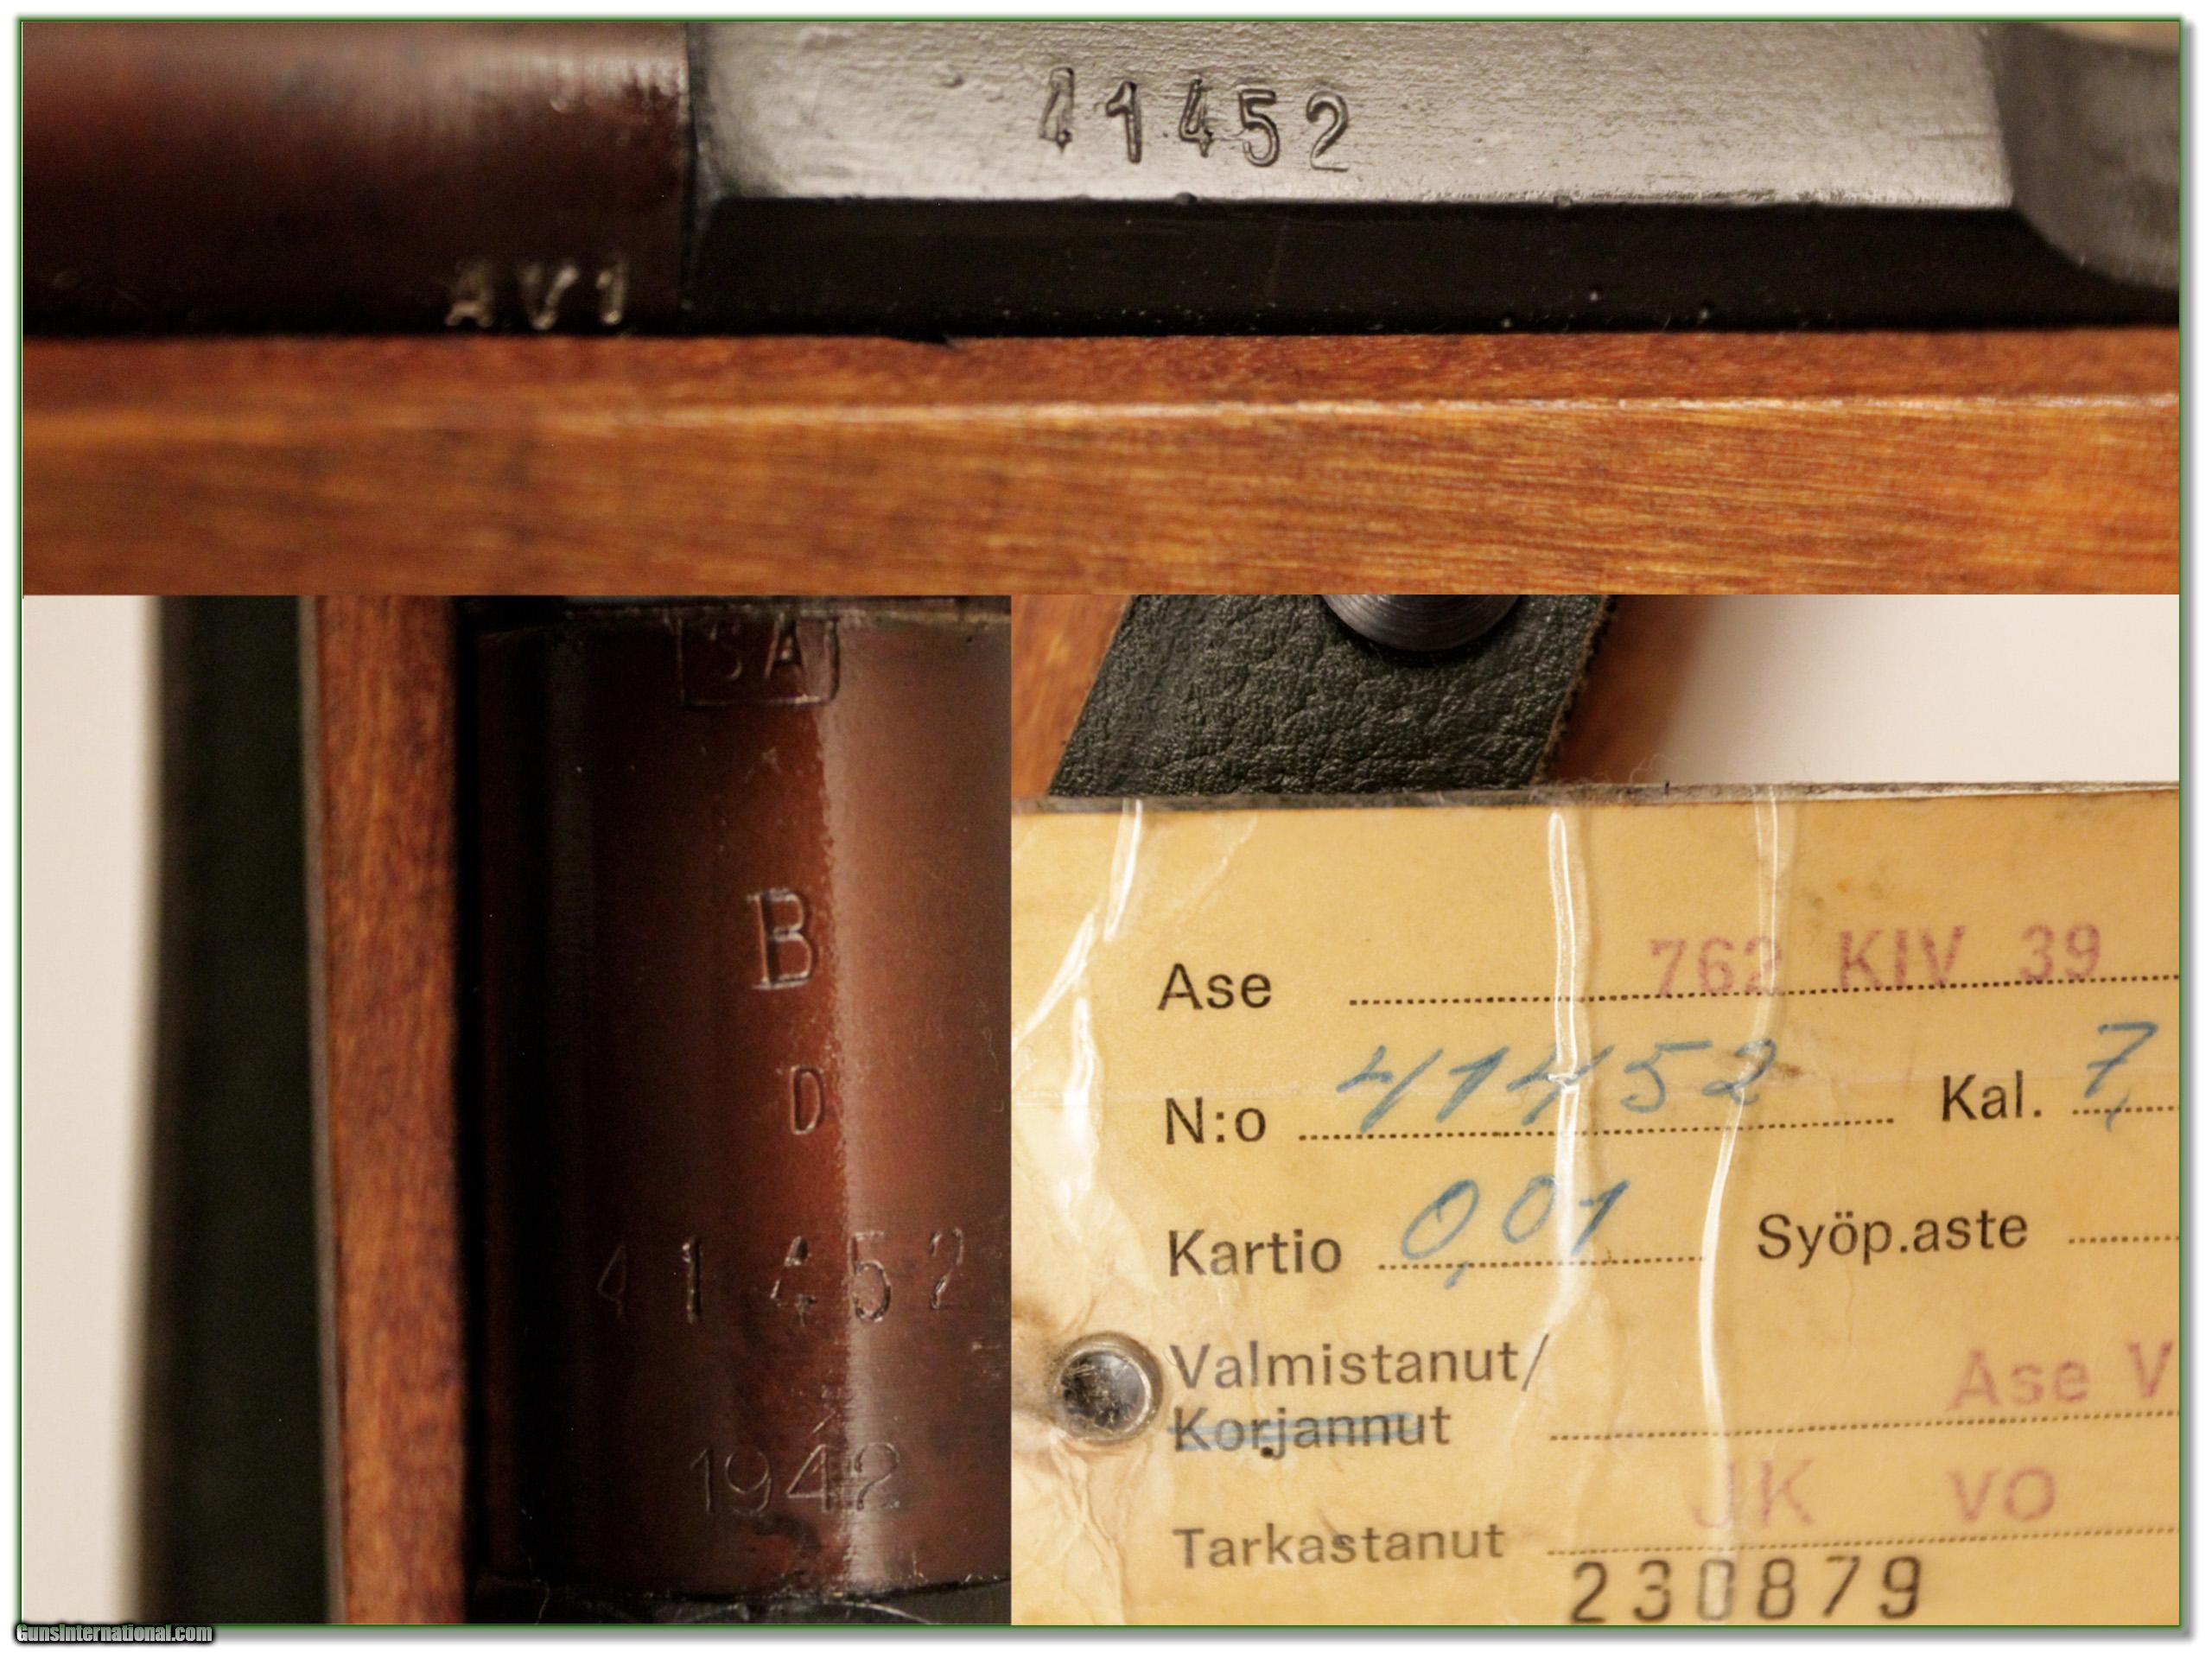 41452
AV1
SA
B
D
41452
1942
Ase 762 KIV 39
N:o 41452 Kal. 7,
Kartio 0,01 Syöp.aste
Valmistanut/
Korjannut Ase V
Tarkastanut JK VO
230879
GunsInternational.com